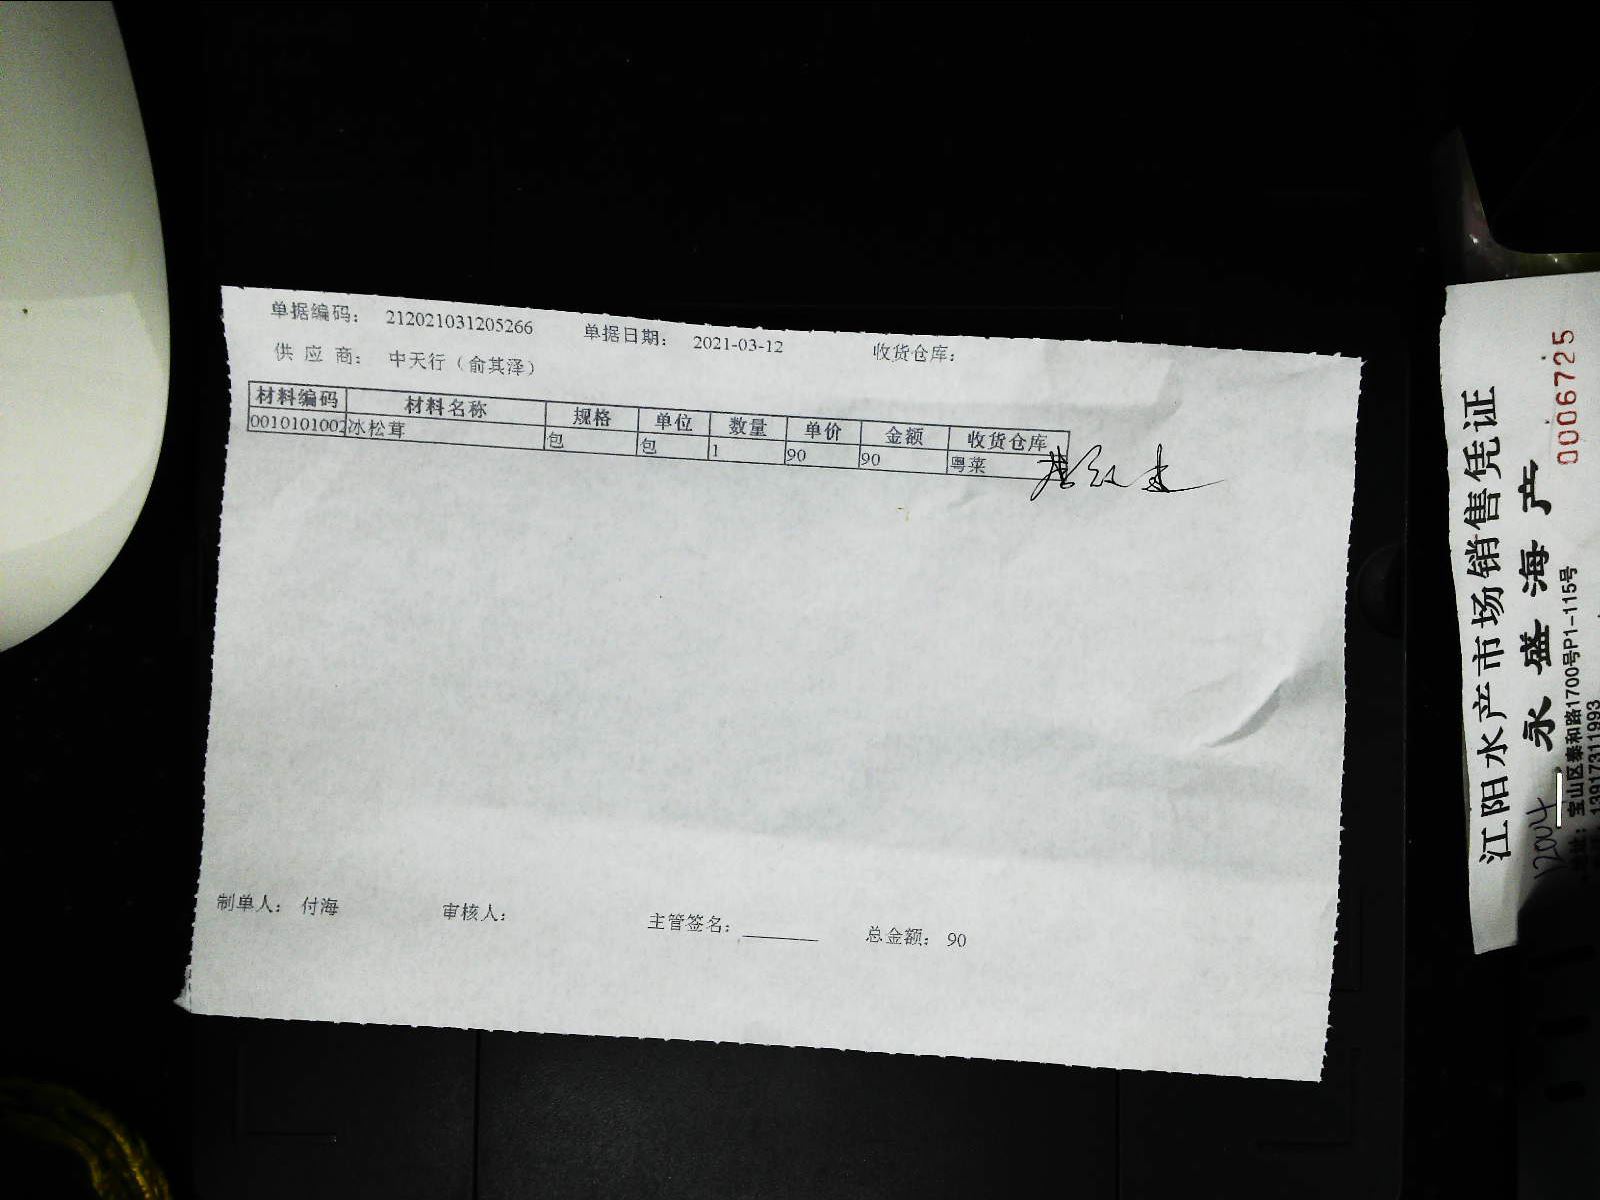 单据编码： 212021031205266 单据日期： 2021-03-12 收货仓库：
供 应 商： 中天行（俞其泽）
材料编码 材料名称 规格 单位 数量 单价 金额 收货仓库
0010101002 冰松茸 包 包 1 90 90 粤菜
制单人： 付海 审核人： 主管签名： 总金额： 90
江阳水产市场销售凭证
0006725
永盛海产
宝山区泰和路1700号P1-115号
13917311993